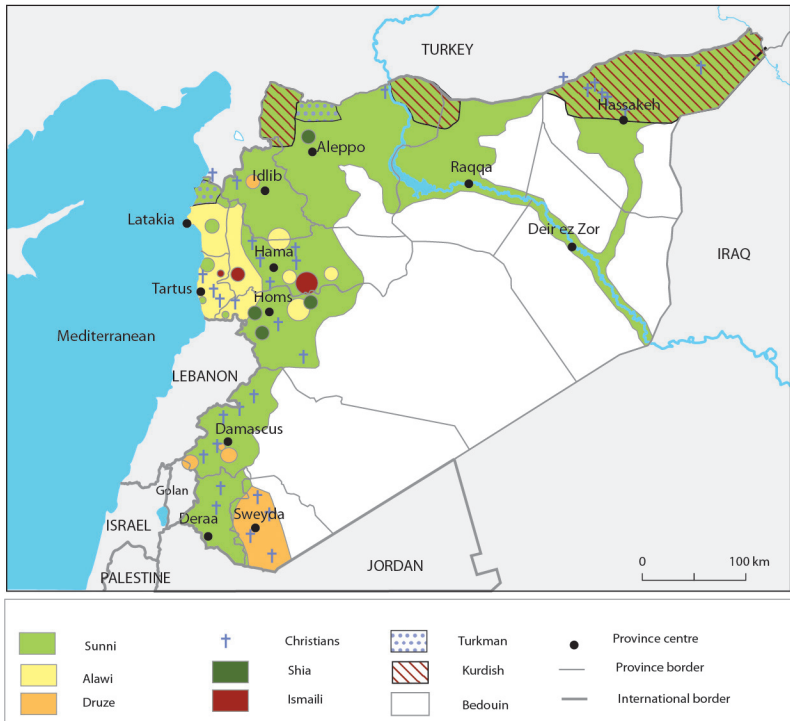 TURKEY
Hassakeh
Aleppo
Idlib
Raqqa
Latakia
Deir ez Zor
Hama
IRAQ
Tartus
Homs
Mediterranean
LEBANON
Damascus
Golan
Sweyda
Deraa
ISRAEL
JORDAN
PALESTINE
0 100 km
Sunni Christians Turkman Province centre
Alawi Shia Kurdish Province border
Druze Ismaili Bedouin International border